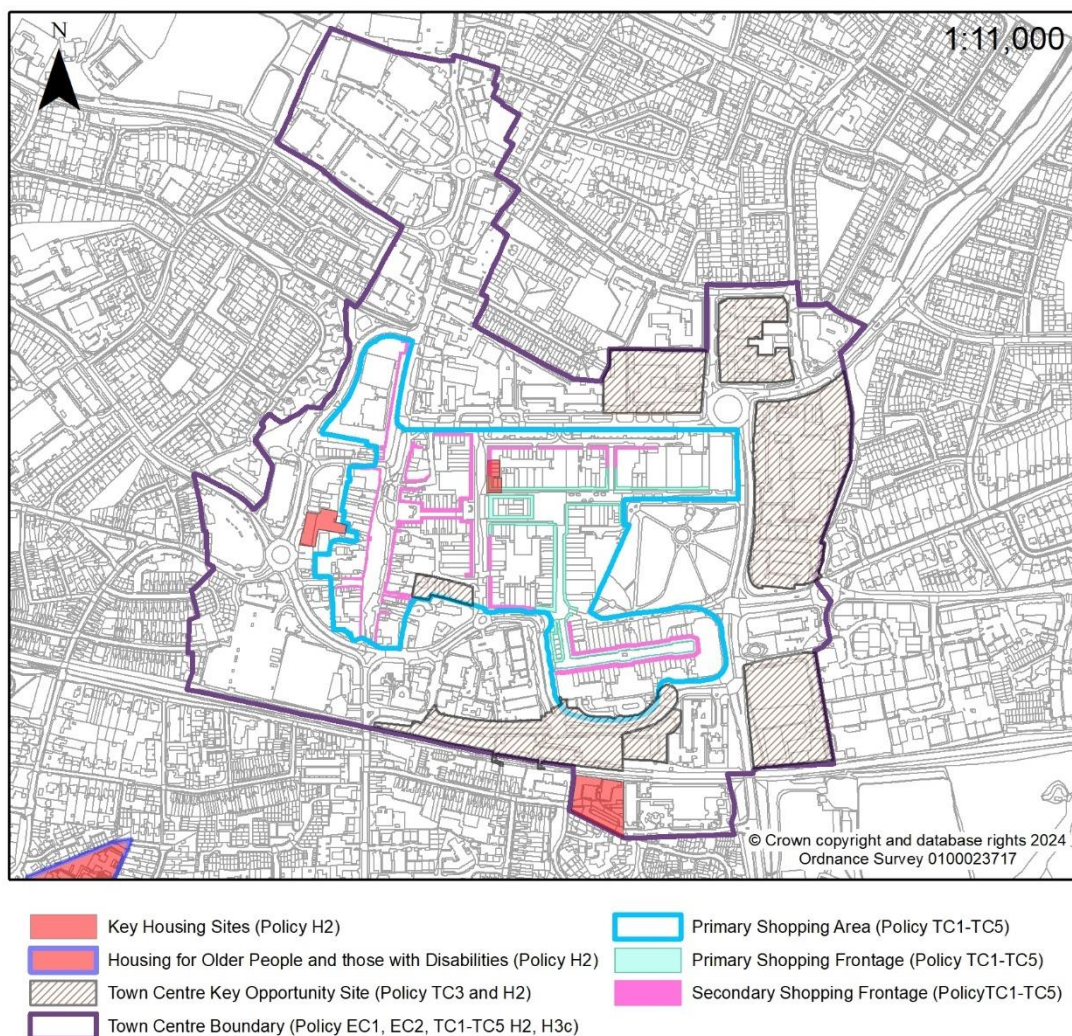 N
1:11,000
© Crown copyright and database rights 2024
Ordnance Survey 0100023717
Key Housing Sites (Policy H2)
Housing for Older People and those with Disabilities (Policy H2)
Town Centre Key Opportunity Site (Policy TC3 and H2)
Town Centre Boundary (Policy EC1, EC2, TC1-TC5 H2, H3c)
Primary Shopping Area (Policy TC1-TC5)
Primary Shopping Frontage (Policy TC1-TC5)
Secondary Shopping Frontage (PolicyTC1-TC5)